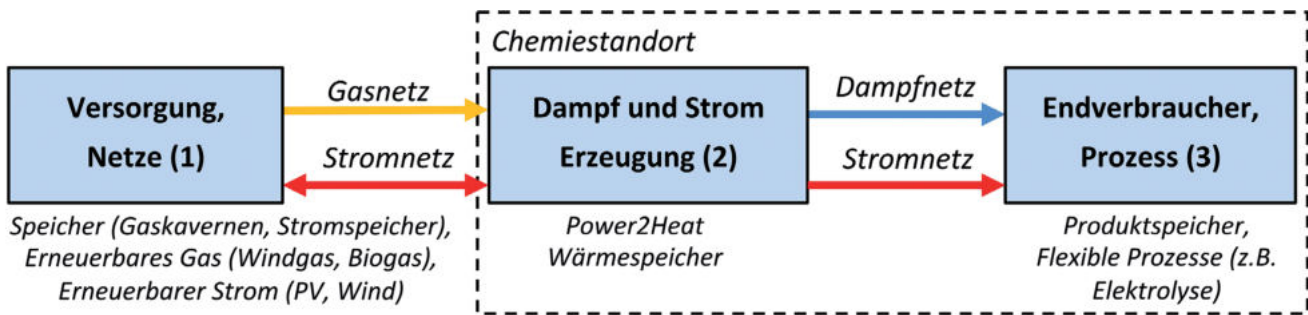 Chemiestandort
Versorgung,
Netze (1)
Gasnetz
Stromnetz
Dampf und Strom
Erzeugung (2)
Dampfnetz
Stromnetz
Endverbraucher,
Prozess (3)
Speicher (Gaskavernen, Stromspeicher),
Erneuerbares Gas (Windgas, Biogas),
Erneuerbarer Strom (PV, Wind)
Power2Heat
Wärmespeicher
Produktspeicher,
Flexible Prozesse (z.B.
Elektrolyse)